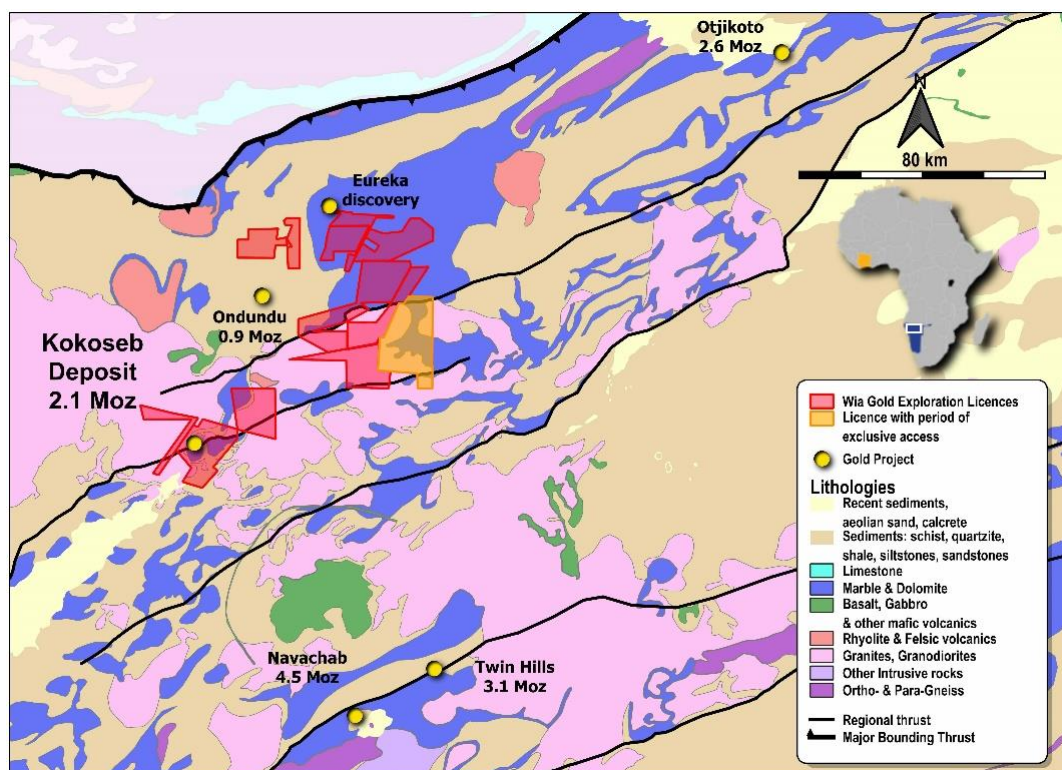 Otjikoto
2.6 Moz
N
80 km
Eureka
discovery
Ondundu
0.9 Moz
Kokoseb
Deposit
2.1 Moz
Navachab
4.5 Moz
Twin Hills
3.1 Moz
Wia Gold Exploration Licences
Licence with period of
exclusive access
Gold Project
Lithologies
Recent sediments,
aeolian sand, calcrete
Sediments: schist, quartzite,
shale, siltstones, sandstones
Limestone
Marble & Dolomite
Basalt, Gabbro
& other mafic volcanics
Rhyolite & Felsic volcanics
Granites, Granodiorites
Other Intrusive rocks
Ortho- & Para-Gneiss
Regional thrust
Major Bounding Thrust